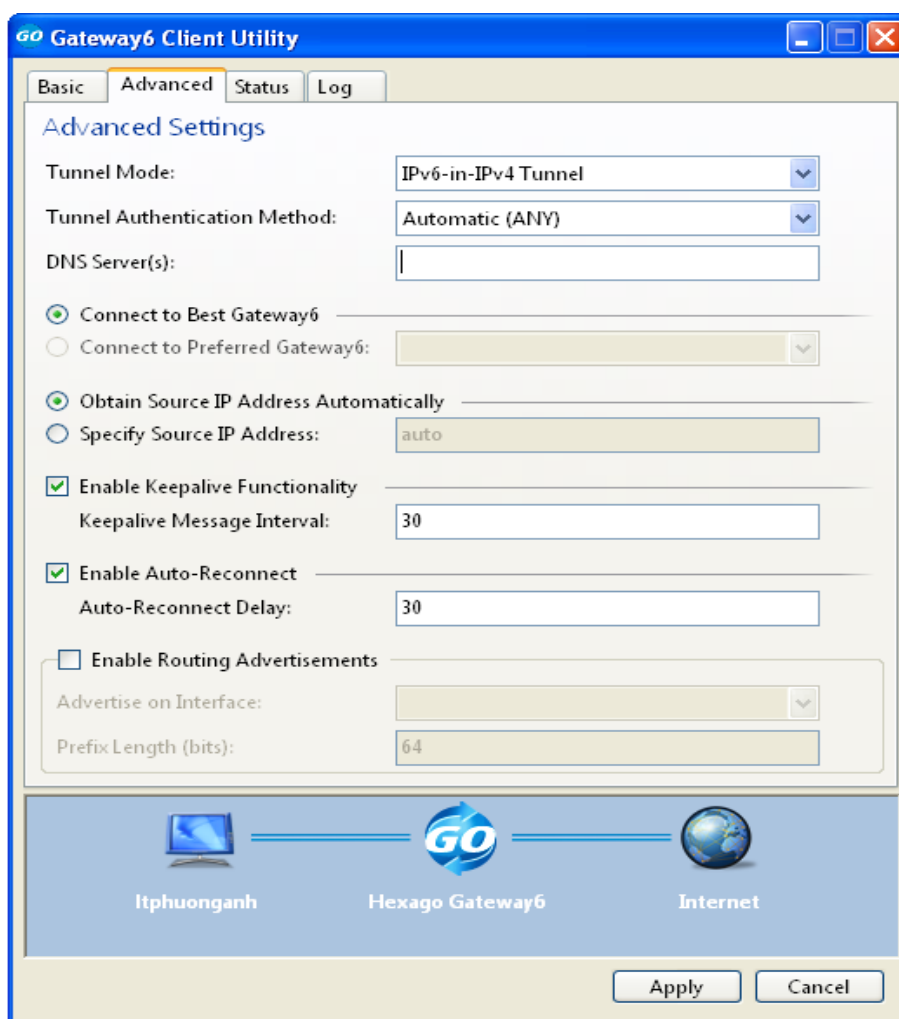 GO Gateway6 Client Utility
Basic Advanced Status Log
Advanced Settings
Tunnel Mode: IPv6-in-IPv4 Tunnel
Tunnel Authentication Method: Automatic (ANY)
DNS Server(s):
Connect to Best Gateway6
Connect to Preferred Gateway6:
Obtain Source IP Address Automatically
Specify Source IP Address: auto
Enable Keepalive Functionality
Keepalive Message Interval: 30
Enable Auto-Reconnect
Auto-Reconnect Delay: 30
Enable Routing Advertisements
Advertise on Interface:
Prefix Length (bits): 64
GO
Itphuonganh Hexago Gateway6 Internet
Apply Cancel